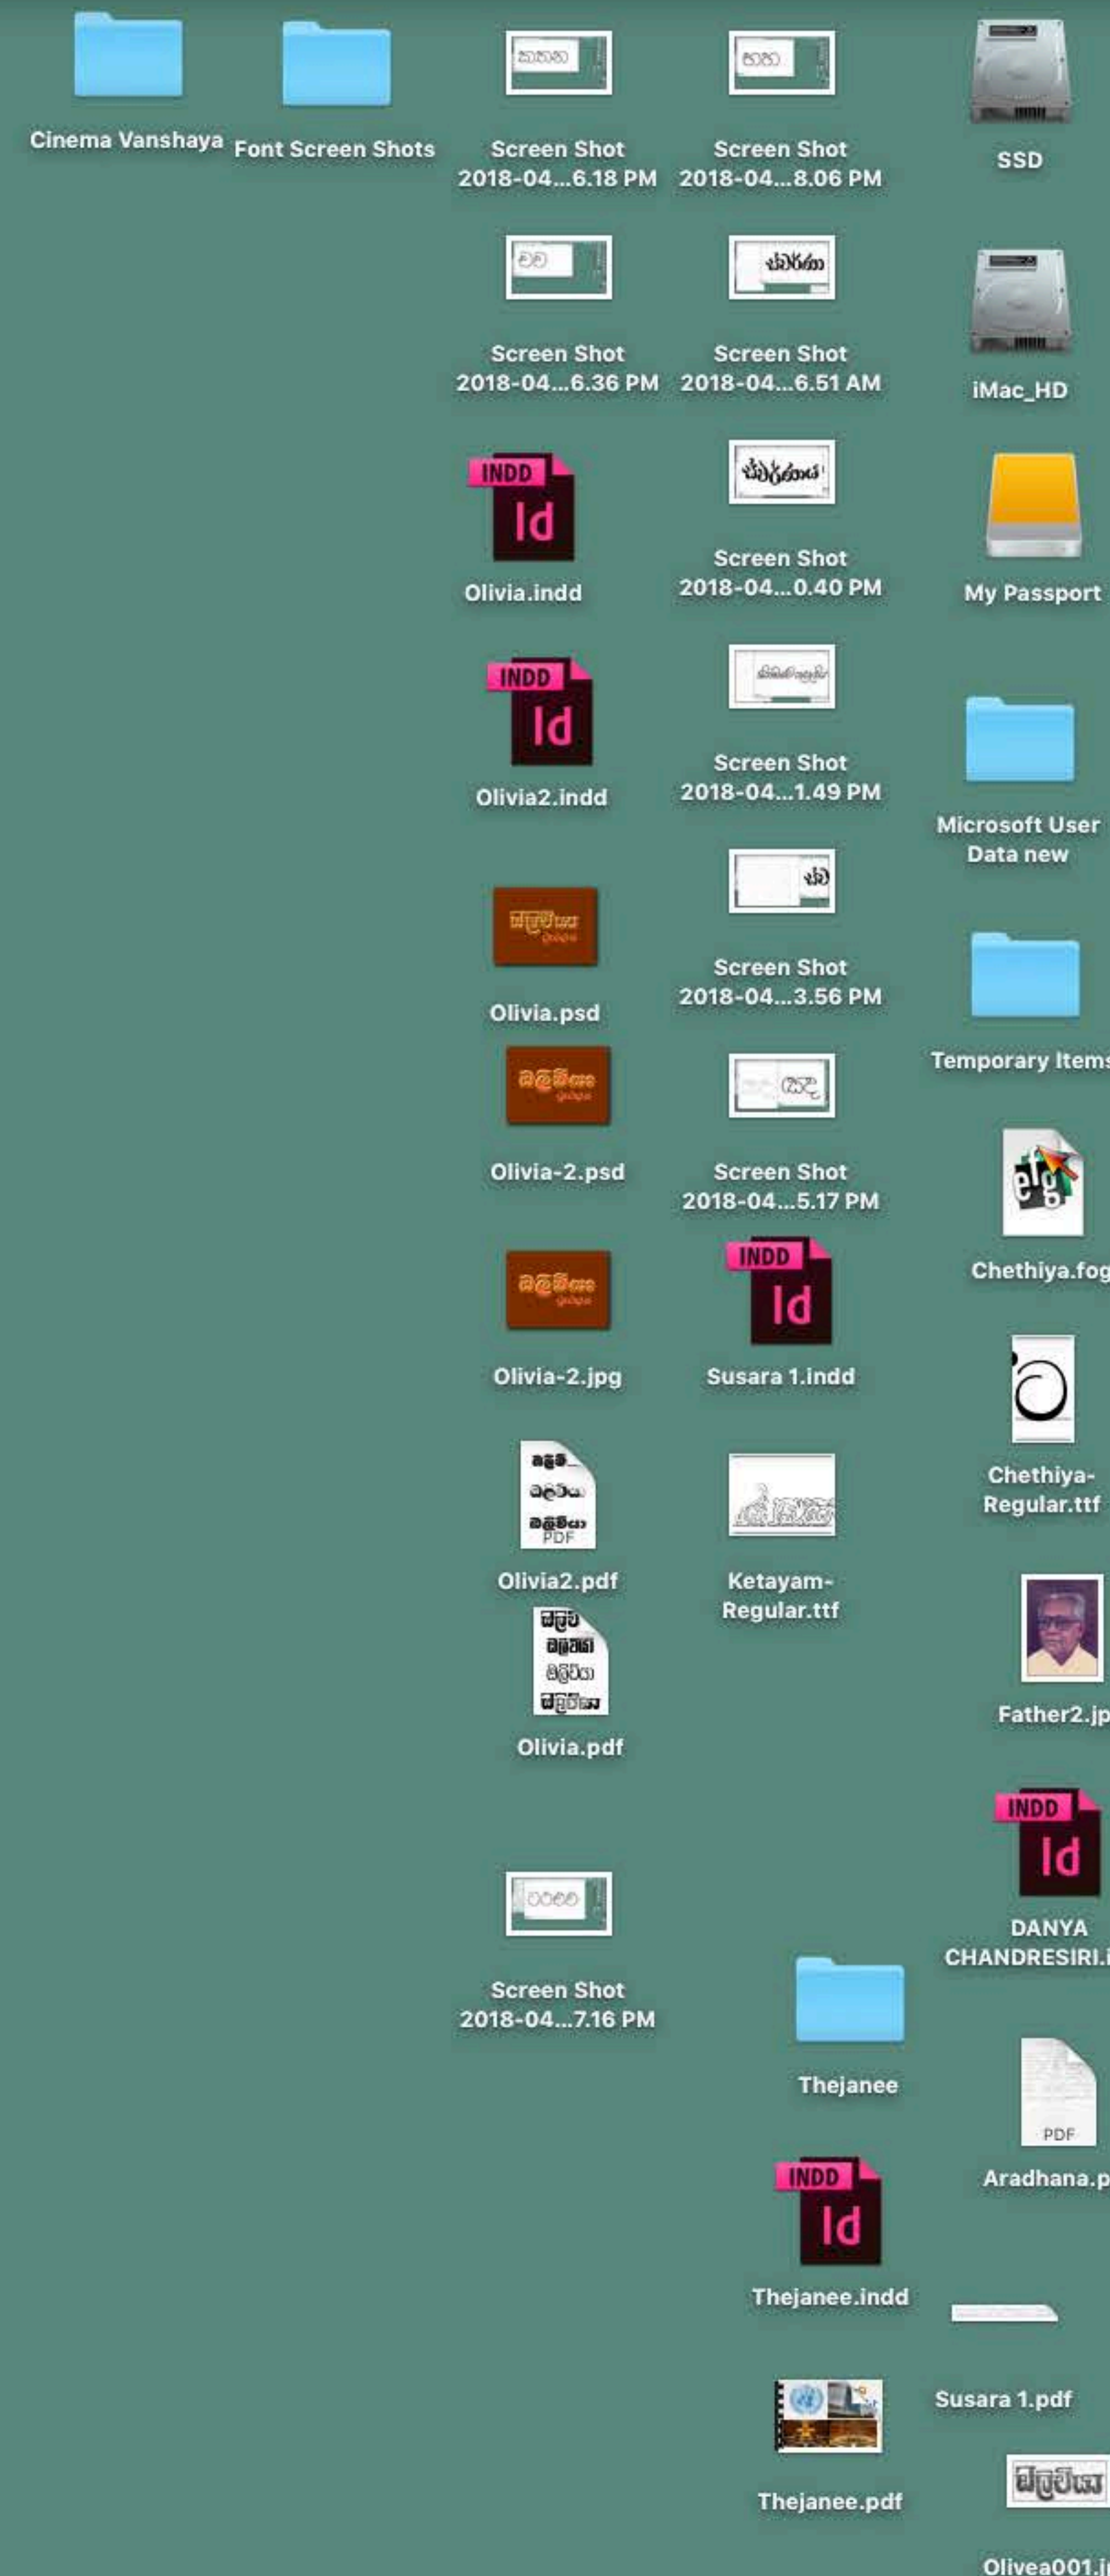 Cinema Vanshaya
Font Screen Shots
Screen Shot
2018-04...6.18 PM
Screen Shot
2018-04...8.06 PM
SSD
Screen Shot
2018-04...6.36 PM
Screen Shot
2018-04...6.51 AM
iMac_HD
INDD
Id
Olivia.indd
Screen Shot
2018-04...0.40 PM
My Passport
INDD
Id
Olivia2.indd
Screen Shot
2018-04...1.49 PM
Microsoft User
Data new
Olivia.psd
Screen Shot
2018-04...3.56 PM
Temporary Items
Olivia-2.psd
Screen Shot
2018-04...5.17 PM
efg
Chethiya.fog
ඔලිවියා
Olivia-2.jpg
INDD
Id
Susara 1.indd
Chethiya-
Regular.ttf
ඔලිවියා
ඔලිවියා
PDF
Olivia2.pdf
Ketayam-
Regular.ttf
ඔලිවියා
Olivia.pdf
Father2.jp
Screen Shot
2018-04...7.16 PM
INDD
Id
DANYA
CHANDRESIRI.i
Thejanee
PDF
Aradhana.p
INDD
Id
Thejanee.indd
Susara 1.pdf
Thejanee.pdf
ඔලිවියා
Olivea001.j